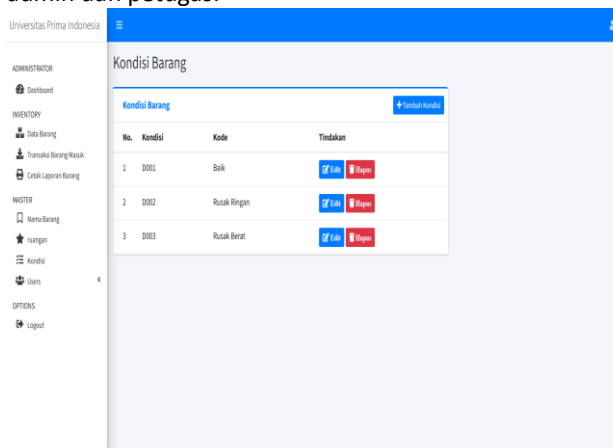 admin dan petugas.
Universitas Prima Indonesia
ADMINISTRATOR
Dashboard
INVENTORY
Data Barang
Transaksi Barang Masuk
Cetak Laporan Barang
MASTER
Nama Barang
ruangan
Kondisi
Users
OPTIONS
Logout
Kondisi Barang
Kondisi Barang
Tambah Kondisi
No. Kondisi Kode Tindakan
1 D001 Baik Edit Hapus
2 D002 Rusak Ringan Edit Hapus
3 D003 Rusak Berat Edit Hapus